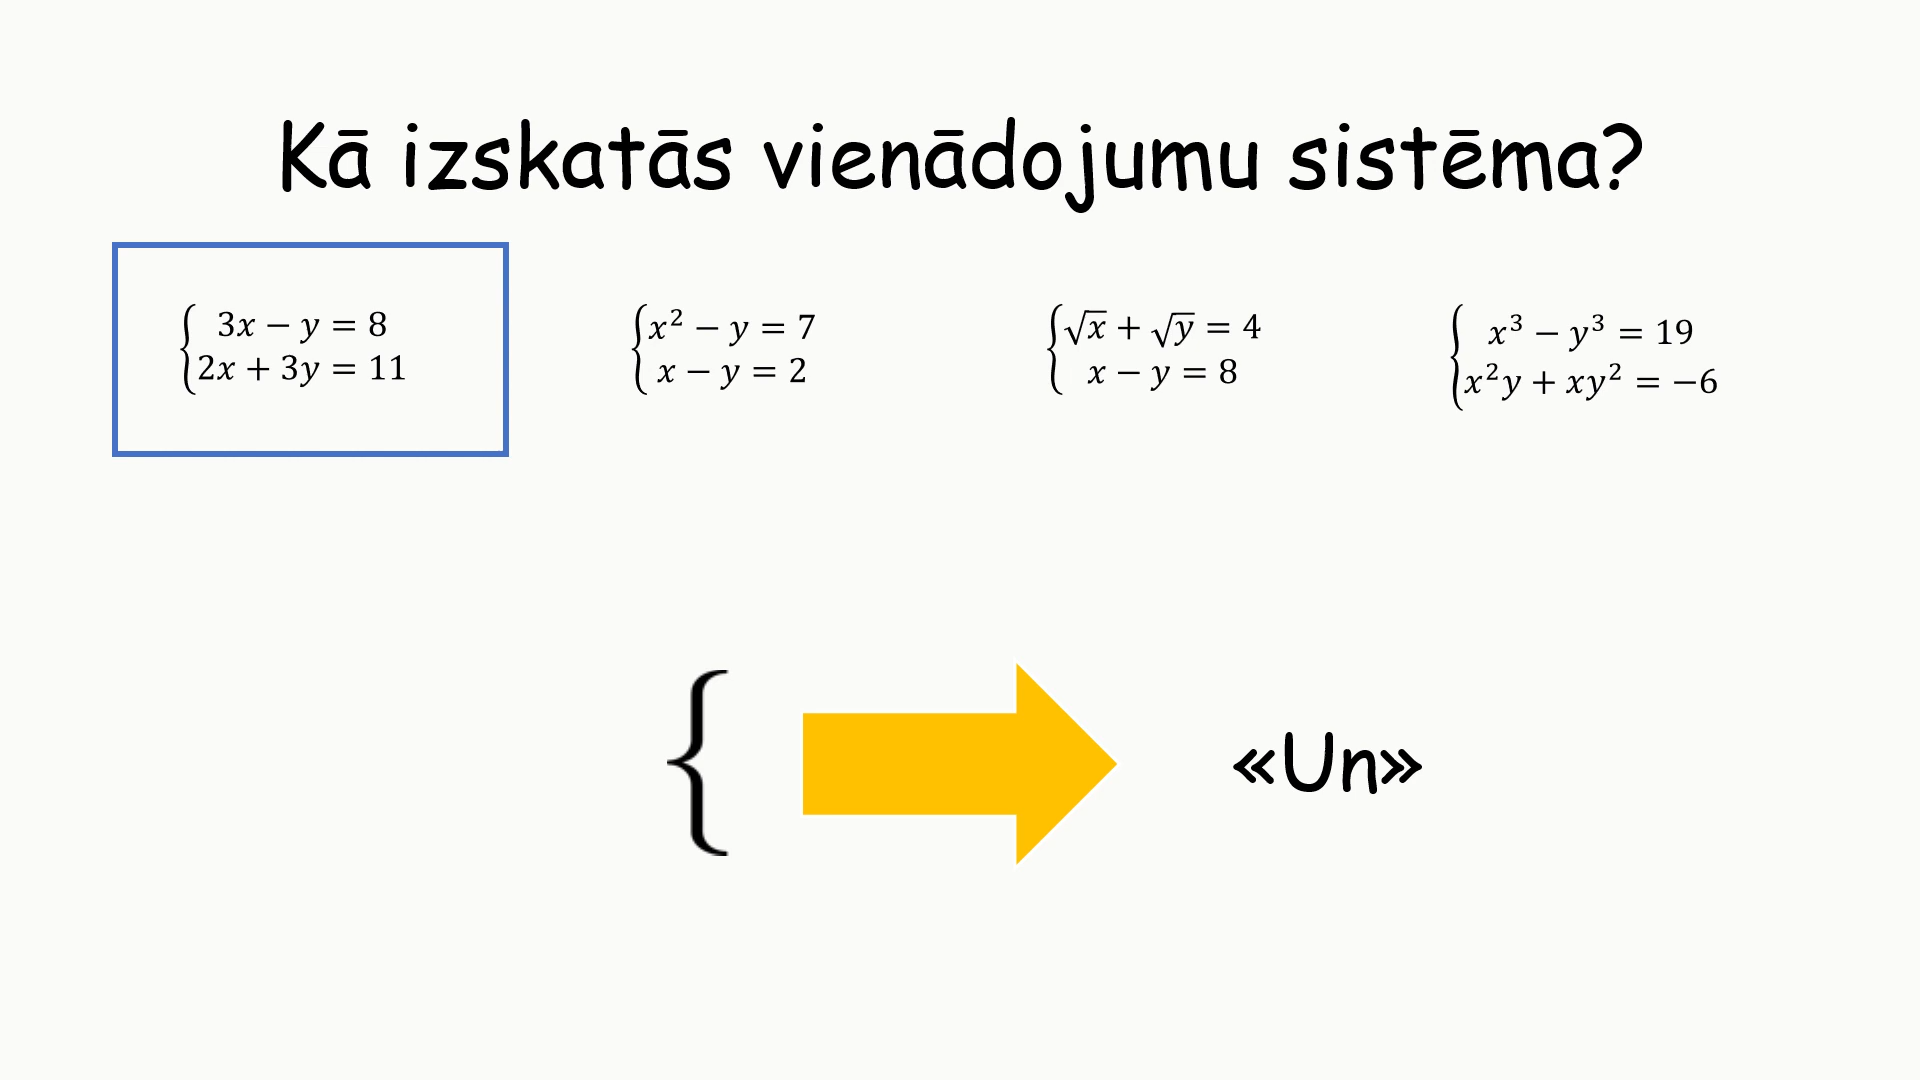 Kā izskatās vienādojumu sistēma?
{ 3x − y = 8
2x + 3y = 11
{ x² − y = 7
x − y = 2
{ √x + √y = 4
x − y = 8
{ x³ − y³ = 19
x²y + xy² = −6
{
«Un»